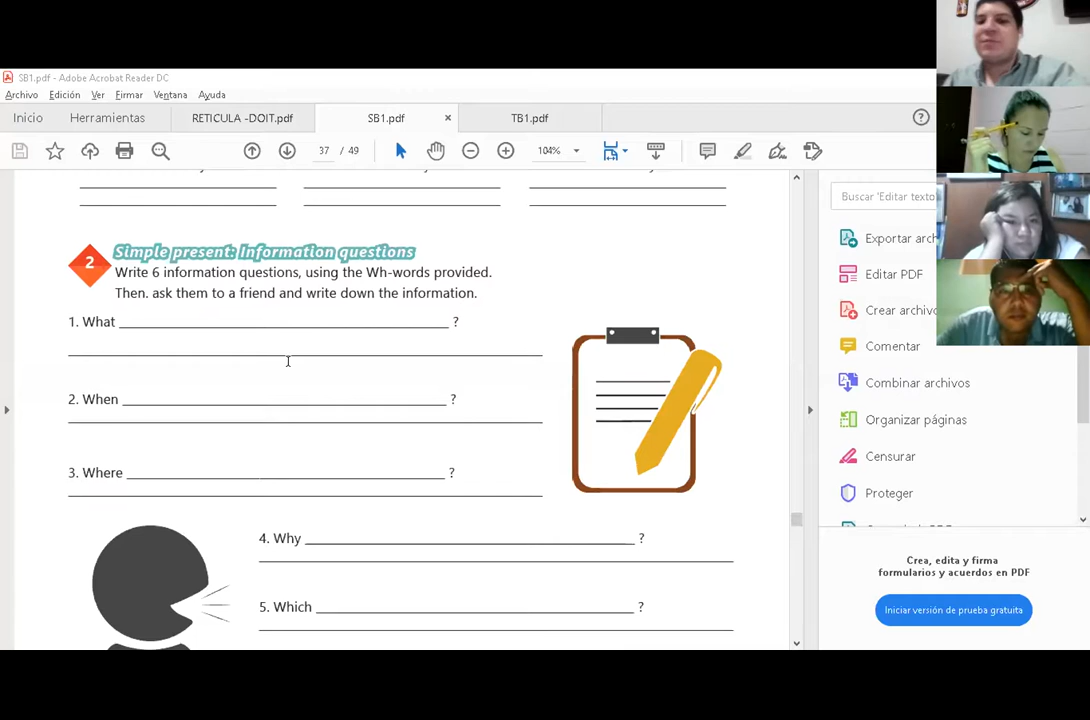 SB1.pdf - Adobe Acrobat Reader DC
Archivo Edición Ver Firmar Ventana Ayuda
Inicio Herramientas RETICULA -DOIT.pdf SB1.pdf × TB1.pdf
37 / 49 104%
2
Simple present: Information questions
Write 6 information questions, using the Wh-words provided.
Then. ask them to a friend and write down the information.
1. What ?
2. When ?
3. Where ?
4. Why ?
5. Which ?
Buscar 'Editar texto
Exportar arch
Editar PDF
Crear archivo
Comentar
Combinar archivos
Organizar páginas
Censurar
Proteger
Crea, edita y firma
formularios y acuerdos en PDF
Iniciar versión de prueba gratuita